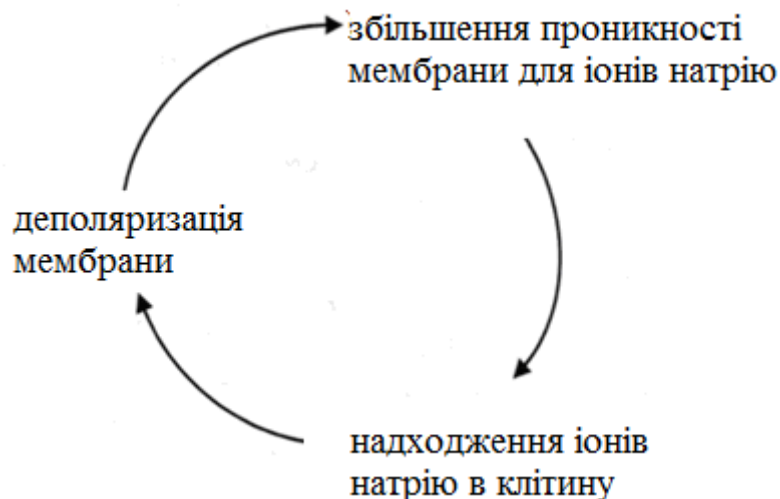 збільшення проникності
мембрани для іонів натрію
деполяризація
мембрани
надходження іонів
натрію в клітину